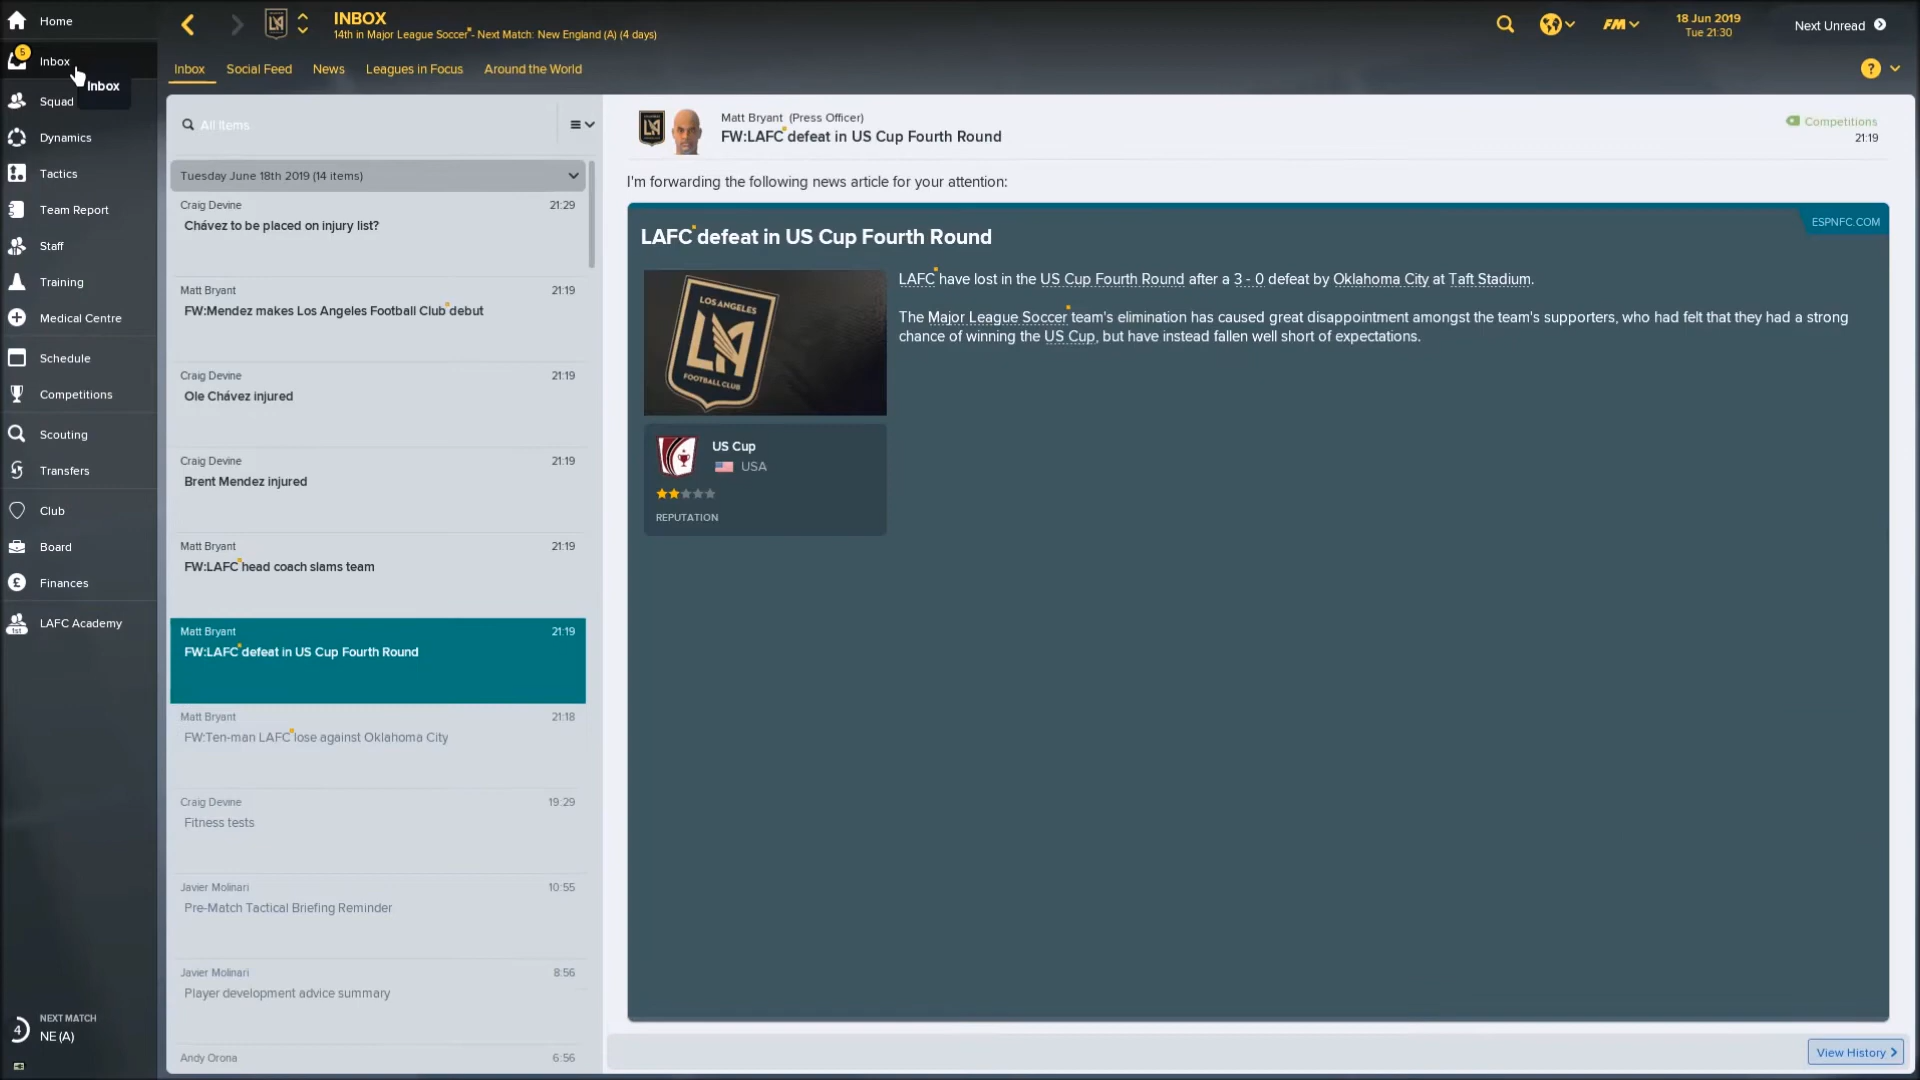 Home
5
Inbox
Inbox
Squad
Dynamics
Tactics
Team Report
Staff
Training
Medical Centre
Schedule
Competitions
Scouting
Transfers
Club
Board
£
Finances
1st
LAFC Academy
4
NEXT MATCH
NE (A)
INBOX
14th in Major League Soccer - Next Match: New England (A) (4 days)
FM
18 Jun 2019
Tue 21:30
Next Unread
Inbox
Social Feed
News
Leagues in Focus
Around the World
?
All Items
Tuesday June 18th 2019 (14 items)
Craig Devine 21:29
Chávez to be placed on injury list?
Matt Bryant 21:19
FW:Mendez makes Los Angeles Football Club debut
Craig Devine 21:19
Ole Chávez injured
Craig Devine 21:19
Brent Mendez injured
Matt Bryant 21:19
FW:LAFC head coach slams team
Matt Bryant 21:19
FW:LAFC defeat in US Cup Fourth Round
Matt Bryant 21:18
FW:Ten-man LAFC lose against Oklahoma City
Craig Devine 19:29
Fitness tests
Javier Molinari 10:55
Pre-Match Tactical Briefing Reminder
Javier Molinari 8:56
Player development advice summary
Andy Orona 6:56
Matt Bryant (Press Officer)
FW:LAFC defeat in US Cup Fourth Round
Competitions
21:19
I'm forwarding the following news article for your attention:
ESPNFC.COM
LAFC defeat in US Cup Fourth Round
LOS ANGELES
LA
FOOTBALL CLUB
LAFC have lost in the US Cup Fourth Round after a 3 - 0 defeat by Oklahoma City at Taft Stadium.
The Major League Soccer team's elimination has caused great disappointment amongst the team's supporters, who had felt that they had a strong
chance of winning the US Cup, but have instead fallen well short of expectations.
US Cup
USA
REPUTATION
View History